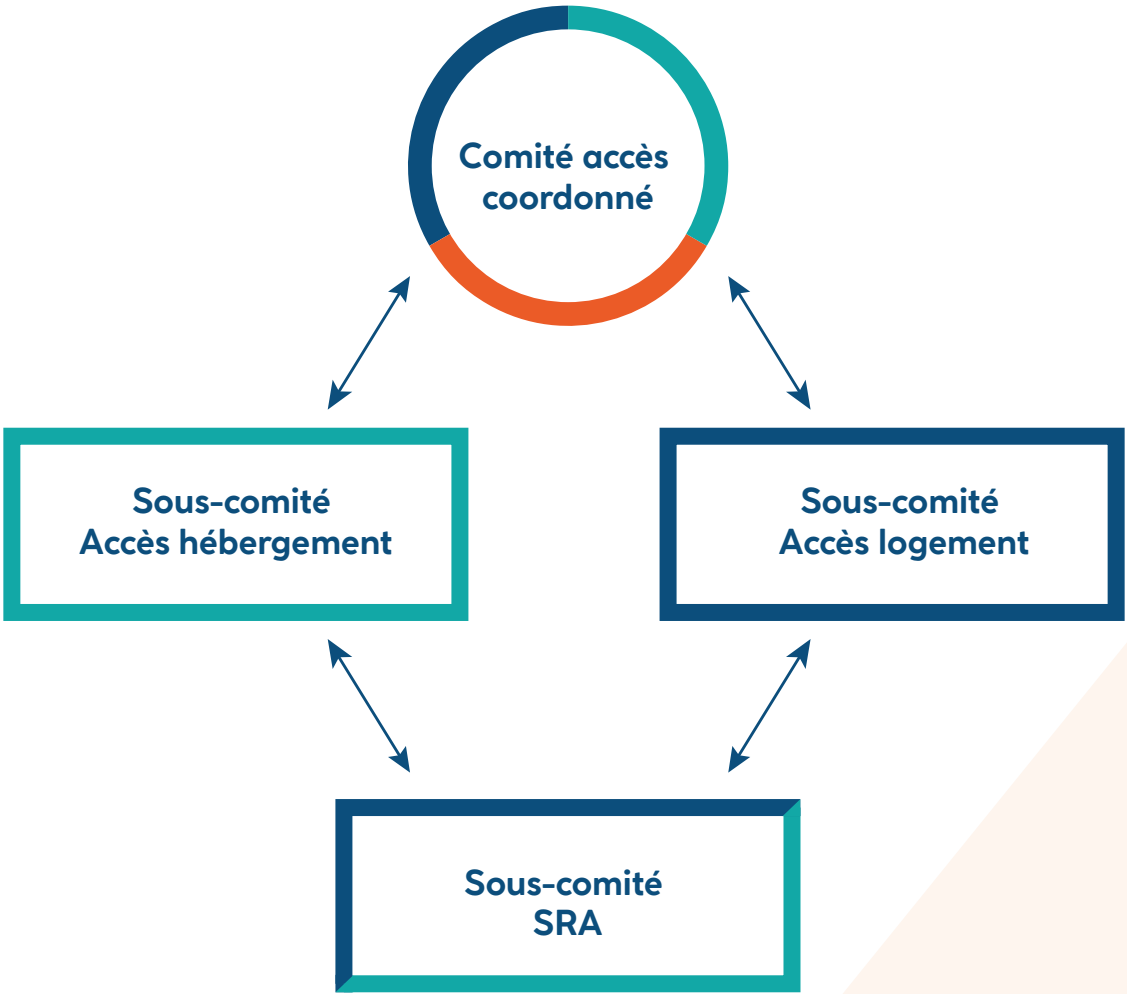 Comité accès
coordonné
Sous-comité
Accès hébergement
Sous-comité
Accès logement
Sous-comité
SRA